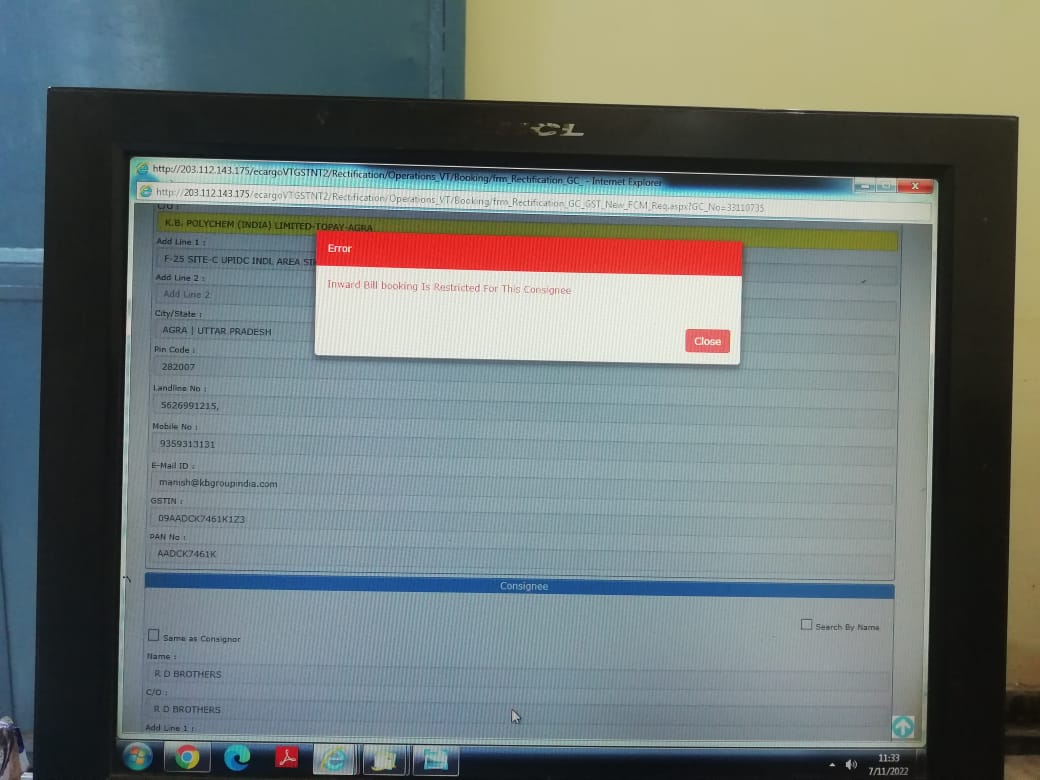 http://203.112.143.175/ecargoVTGSTNT2/Rectification/Operations_VT/Booking/frm_Rectification_GC_ - Internet Explorer
http://203.112.143.175/ecargoVTGSTNT2/Rectification/Operations_VT/Booking/frm_Rectification_GC_GST_New_FCM_Req.aspx?GC_No=33110735
C/O :
K.B. POLYCHEM (INDIA) LIMITED-TOPAY-AGRA
Error
Add Line 1 :
F-25 SITE-C UPIDC INDL AREA
Inward Bill booking Is Restricted For This Consignee
Add Line 2 :
Add Line 2
City/State :
AGRA | UTTAR PRADESH
Close
Pin Code :
282007
Landline No :
5626991215,
Mobile No :
9359313131
E-Mail ID :
manish@kbgroupindia.com
GSTIN :
09AADCK7461K1Z3
PAN No :
AADCK7461K
Consignee
Search By Name
Same as Consignor
Name :
R D BROTHERS
C/O :
R D BROTHERS
Add Line 1 :
11:33
7/11/2022